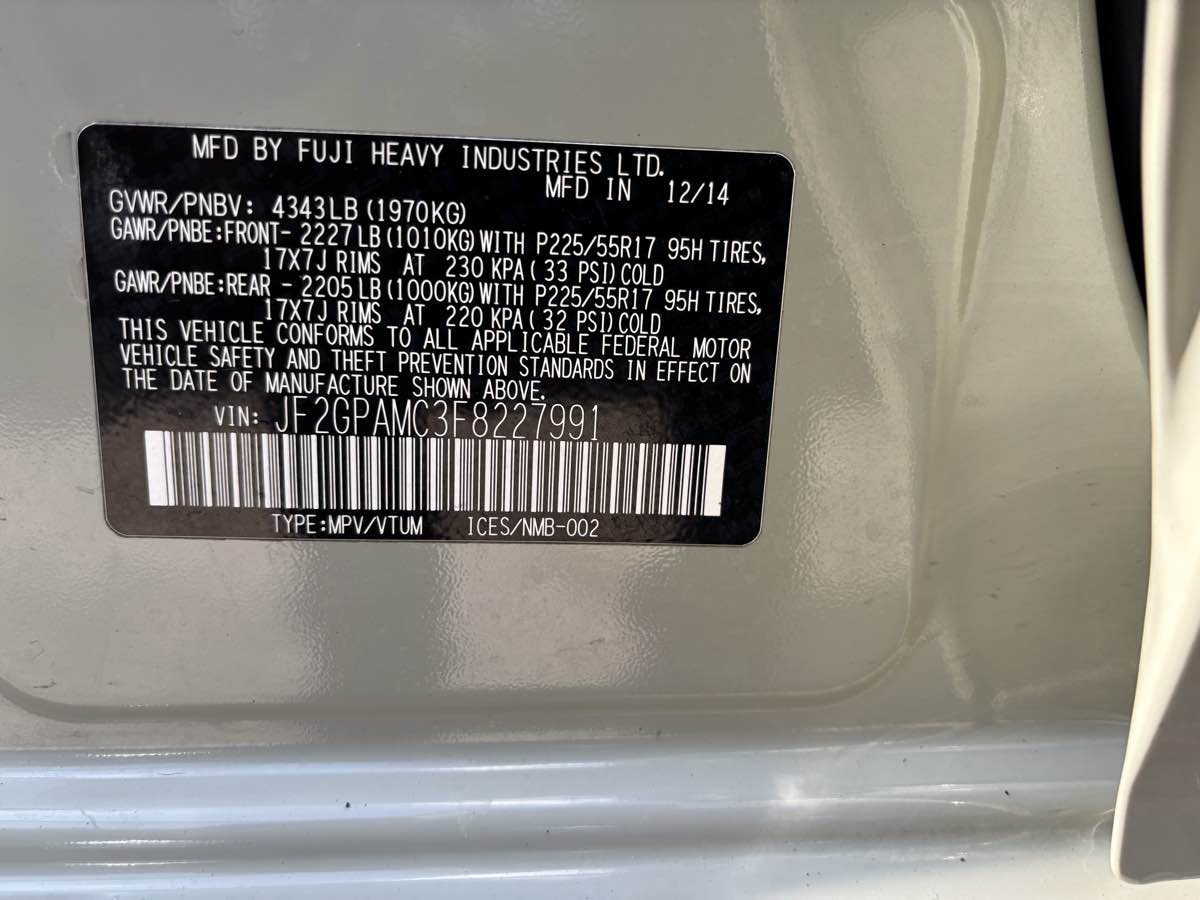 MFD BY FUJI HEAVY INDUSTRIES LTD.
MFD IN 12/14
GVWR/PNBV: 4343LB (1970KG)
GAWR/PNBE:FRONT- 2227LB (1010KG)WITH P225/55R17 95H TIRES,
17X7J RIMS AT 230 KPA( 33 PSI)COLD
GAWR/PNBE:REAR - 2205LB (1000KG)WITH P225/55R17 95H TIRES,
17X7J RIMS AT 220 KPA( 32 PSI)COLD
THIS VEHICLE CONFORMS TO ALL APPLICABLE FEDERAL MOTOR
VEHICLE SAFETY AND THEFT PREVENTION STANDARDS IN EFFECT ON
THE DATE OF MANUFACTURE SHOWN ABOVE.
VIN: JF2GPAMC3F8227991
TYPE:MPV/VTUM ICES/NMB-002